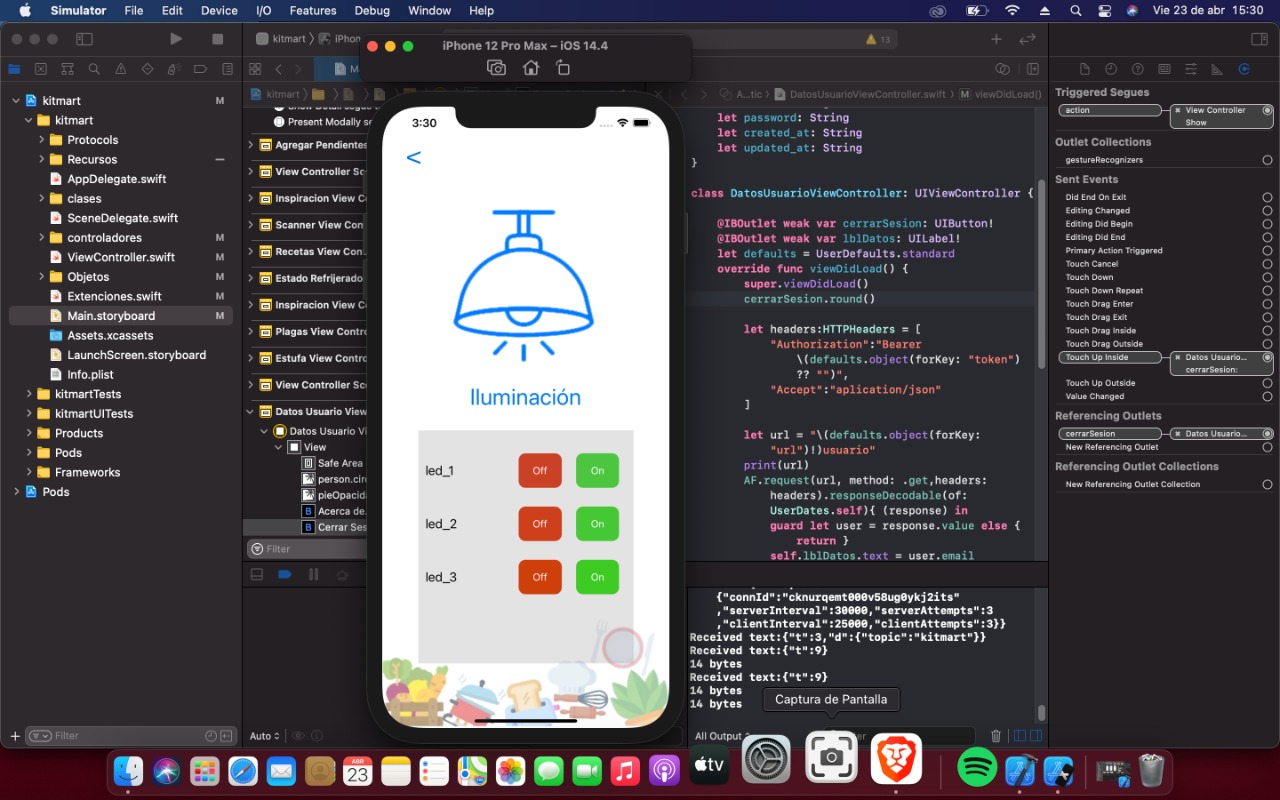 Simulator File Edit Device I/O Features Debug Window Help Vie 23 de abr 15:30
kitmart
iPhon
13
iPhone 12 Pro Max – iOS 14.4
kitmart M
kitmart
Protocols
Recursos
AppDelegate.swift
clases
SceneDelegate.swift
controladores M
ViewController.swift M
Objetos M
Extenciones.swift M
Main.storyboard M
Assets.xcassets
LaunchScreen.storyboard
Info.plist
kitmartTests
kitmartUITests
Products
Pods
Frameworks
Pods
Filter
kitmart
Present Modally se
Agregar Pendientes
View Controller Sc
Inspiracion View C
Scanner View Con
Recetas View Con
Estado Refrijerado
Inspiracion View C
Plagas View Contro
Estufa View Contro
View Controller Sc
Datos Usuario View
Datos Usuario Vi
View
Safe Area
person.circ
pieOpacida
Acerca de.
Cerrar Ses
Filter
Auto
3:30
<
Iluminación
led_1 Off On
led_2 Off On
led_3 Off On
A...tic DatosUsuarioViewController.swift M viewDidLoad()
let password: String
let created_at: String
let updated_at: String
}
class DatosUsuarioViewController: UIViewController {
@IBOutlet weak var cerrarSesion: UIButton!
@IBOutlet weak var lblDatos: UILabel!
let defaults = UserDefaults.standard
override func viewDidLoad() {
super.viewDidLoad()
cerrarSesion.round()
let headers:HTTPHeaders = [
"Authorization":"Bearer
\(defaults.object(forKey: "token")
?? "")",
"Accept":"aplication/json"
]
let url = "\(defaults.object(forKey:
"url")!)usuario"
print(url)
AF.request(url, method: .get,headers:
headers).responseDecodable(of:
UserDates.self){ (response) in
guard let user = response.value else {
return }
self.lblDatos.text = user.email
{"connId":"cknurqemt000v58ug0ykj2its"
,"serverInterval":30000,"serverAttempts":3
,"clientInterval":25000,"clientAttempts":3}}
Received text:{"t":3,"d":{"topic":"kitmart"}}
Received text:{"t":9}
14 bytes
Received text:{"t":9}
14 bytes
14 bytes
Captura de Pantalla
All Output
Triggered Segues
action View Controller
Show
Outlet Collections
gestureRecognizers
Sent Events
Did End On Exit
Editing Changed
Editing Did Begin
Editing Did End
Primary Action Triggered
Touch Cancel
Touch Down
Touch Down Repeat
Touch Drag Enter
Touch Drag Exit
Touch Drag Inside
Touch Drag Outside
Touch Up Inside Datos Usuario...
cerrarSesion:
Touch Up Outside
Value Changed
Referencing Outlets
cerrarSesion Datos Usuario...
New Referencing Outlet
Referencing Outlet Collections
New Referencing Outlet Collection
ABR
23
tv